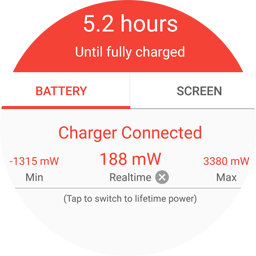 5.2 hours
Until fully charged
BATTERY SCREEN
Charger Connected
-1315 mW 188 mW 3380 mW
Min Realtime Max
(Tap to switch to lifetime power)